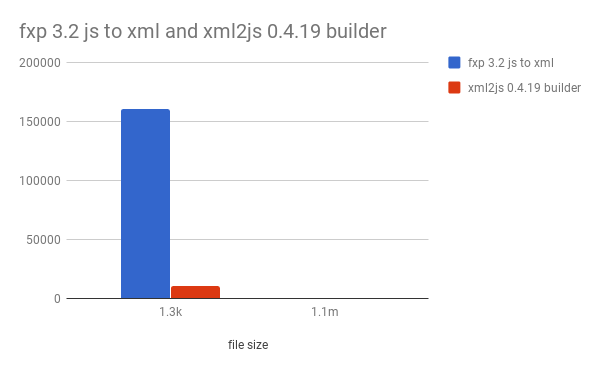 fxp 3.2 js to xml and xml2js 0.4.19 builder
200000
150000
100000
50000
0
1.3k
1.1m
file size
fxp 3.2 js to xml
xml2js 0.4.19 builder